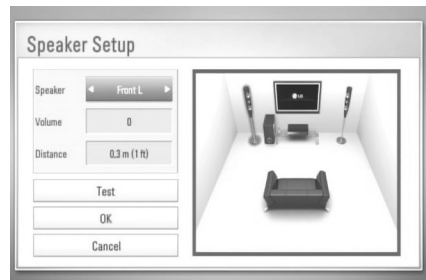 Speaker Setup
Speaker Front L
Volume 0
Distance 0.3 m (1 ft)
Test
OK
Cancel
LG